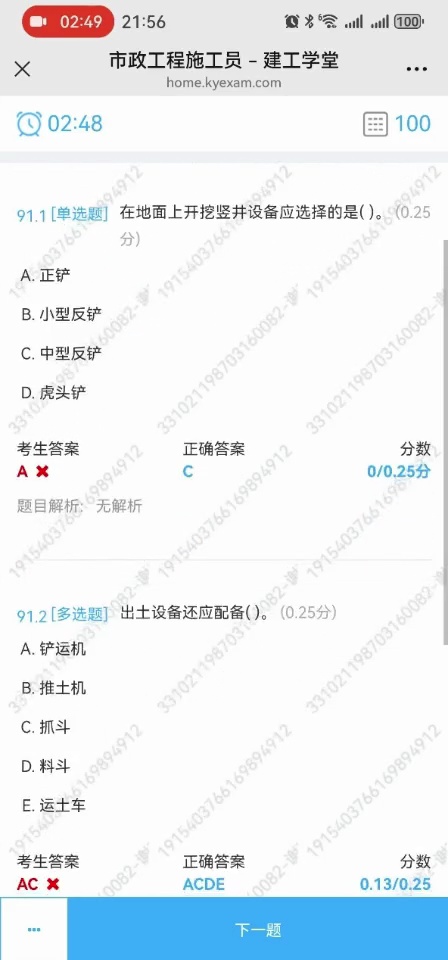 02:49 21:56 6 100
市政工程施工员 – 建工学堂
home.kyexam.com
02:48 100
91.1 [单选题] 在地面上开挖竖井设备应选择的是( )。 (0.25
分)
A. 正铲
B. 小型反铲
C. 中型反铲
D. 虎头铲
考生答案 正确答案 分数
A ✖ C 0/0.25分
题目解析: 无解析
91.2 [多选题] 出土设备还应配备( )。 (0.25分)
A. 铲运机
B. 推土机
C. 抓斗
D. 料斗
E. 运土车
考生答案 正确答案 分数
AC ✖ ACDE 0.13/0.25
... 下一题